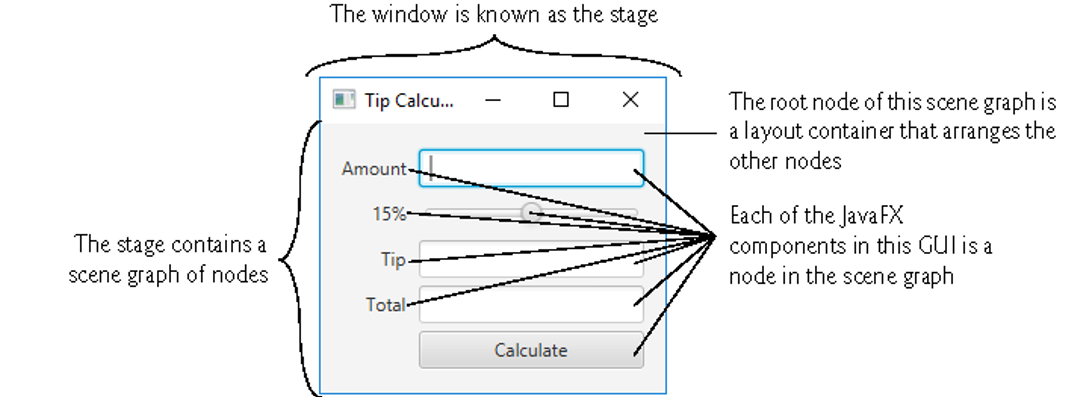 The window is known as the stage
Tip Calcu...
The root node of this scene graph is
a layout container that arranges the
other nodes
Amount
15%
Each of the JavaFX
components in this GUI is a
node in the scene graph
The stage contains a
scene graph of nodes
Tip
Total
Calculate